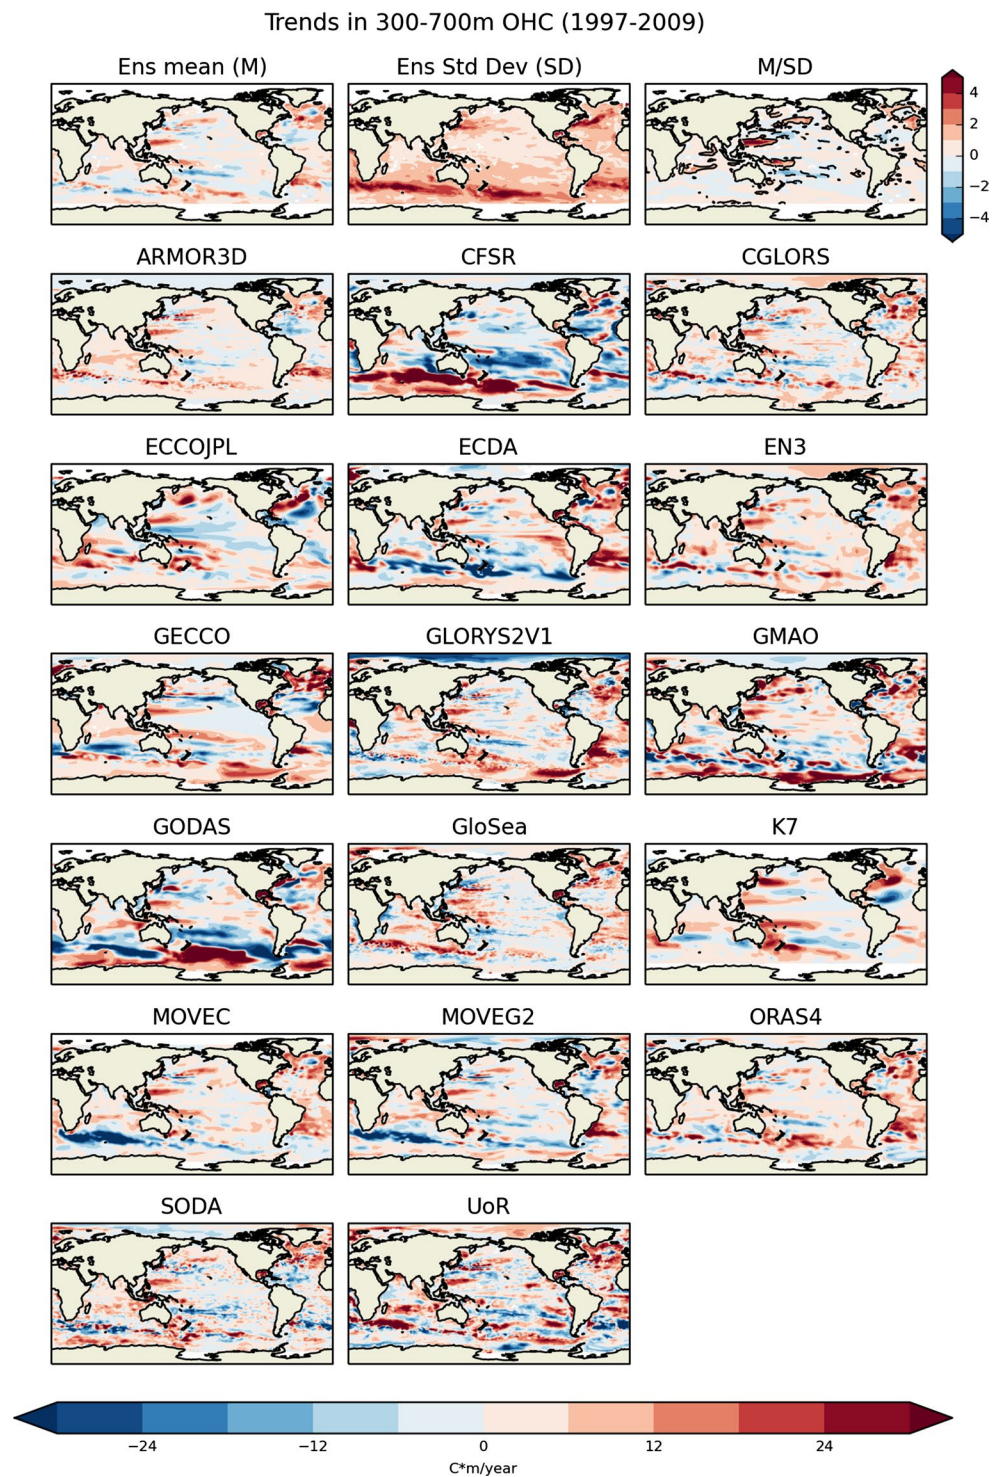 Trends in 300-700m OHC (1997-2009)
Ens mean (M) Ens Std Dev (SD) M/SD
4
2
0
−2
−4
ARMOR3D CFSR CGLORS
ECCOJPL ECDA EN3
GECCO GLORYS2V1 GMAO
GODAS GloSea K7
MOVEC MOVEG2 ORAS4
SODA UoR
−24 −12 0 12 24
C*m/year